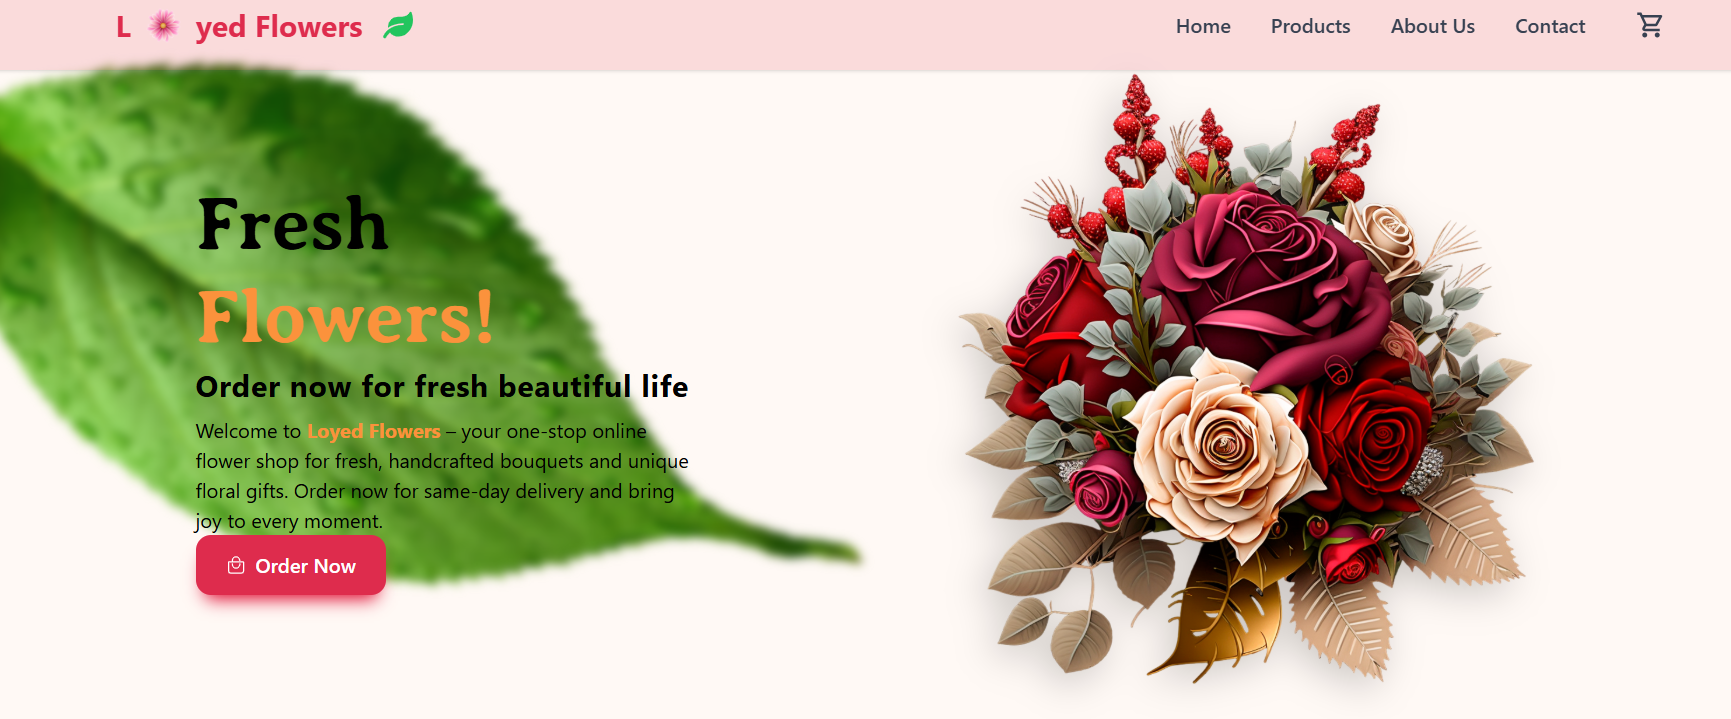 L 🌸 yed Flowers
Home Products About Us Contact
Fresh
Flowers!
Order now for fresh beautiful life
Welcome to Loyed Flowers – your one-stop online
flower shop for fresh, handcrafted bouquets and unique
floral gifts. Order now for same-day delivery and bring
joy to every moment.
Order Now